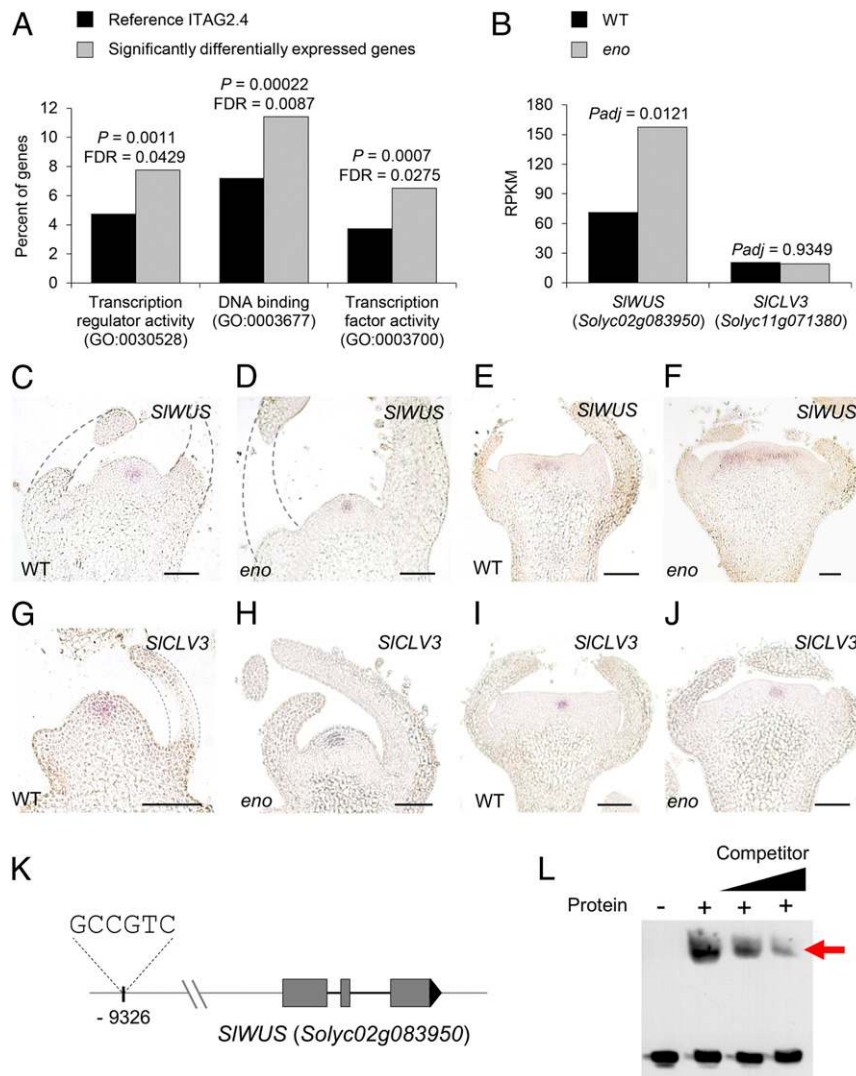 A
Reference ITAG2.4
Significantly differentially expressed genes
P = 0.00022
FDR = 0.0087
P = 0.0011
FDR = 0.0429
P = 0.0007
FDR = 0.0275
Percent of genes
12
10
8
6
4
2
0
Transcription
regulator activity
(GO:0030528)
DNA binding
(GO:0003677)
Transcription
factor activity
(GO:0003700)
B
WT
eno
RPKM
180
150
120
90
60
30
0
Padj = 0.0121
Padj = 0.9349
SlWUS
(Solyc02g083950)
SlCLV3
(Solyc11g071380)
C
SlWUS
WT
D
SlWUS
eno
E
SlWUS
WT
F
SlWUS
eno
G
SlCLV3
WT
H
SlCLV3
eno
I
SlCLV3
WT
J
SlCLV3
eno
K
GCCGTC
- 9326
SlWUS (Solyc02g083950)
L
Competitor
Protein - + + +